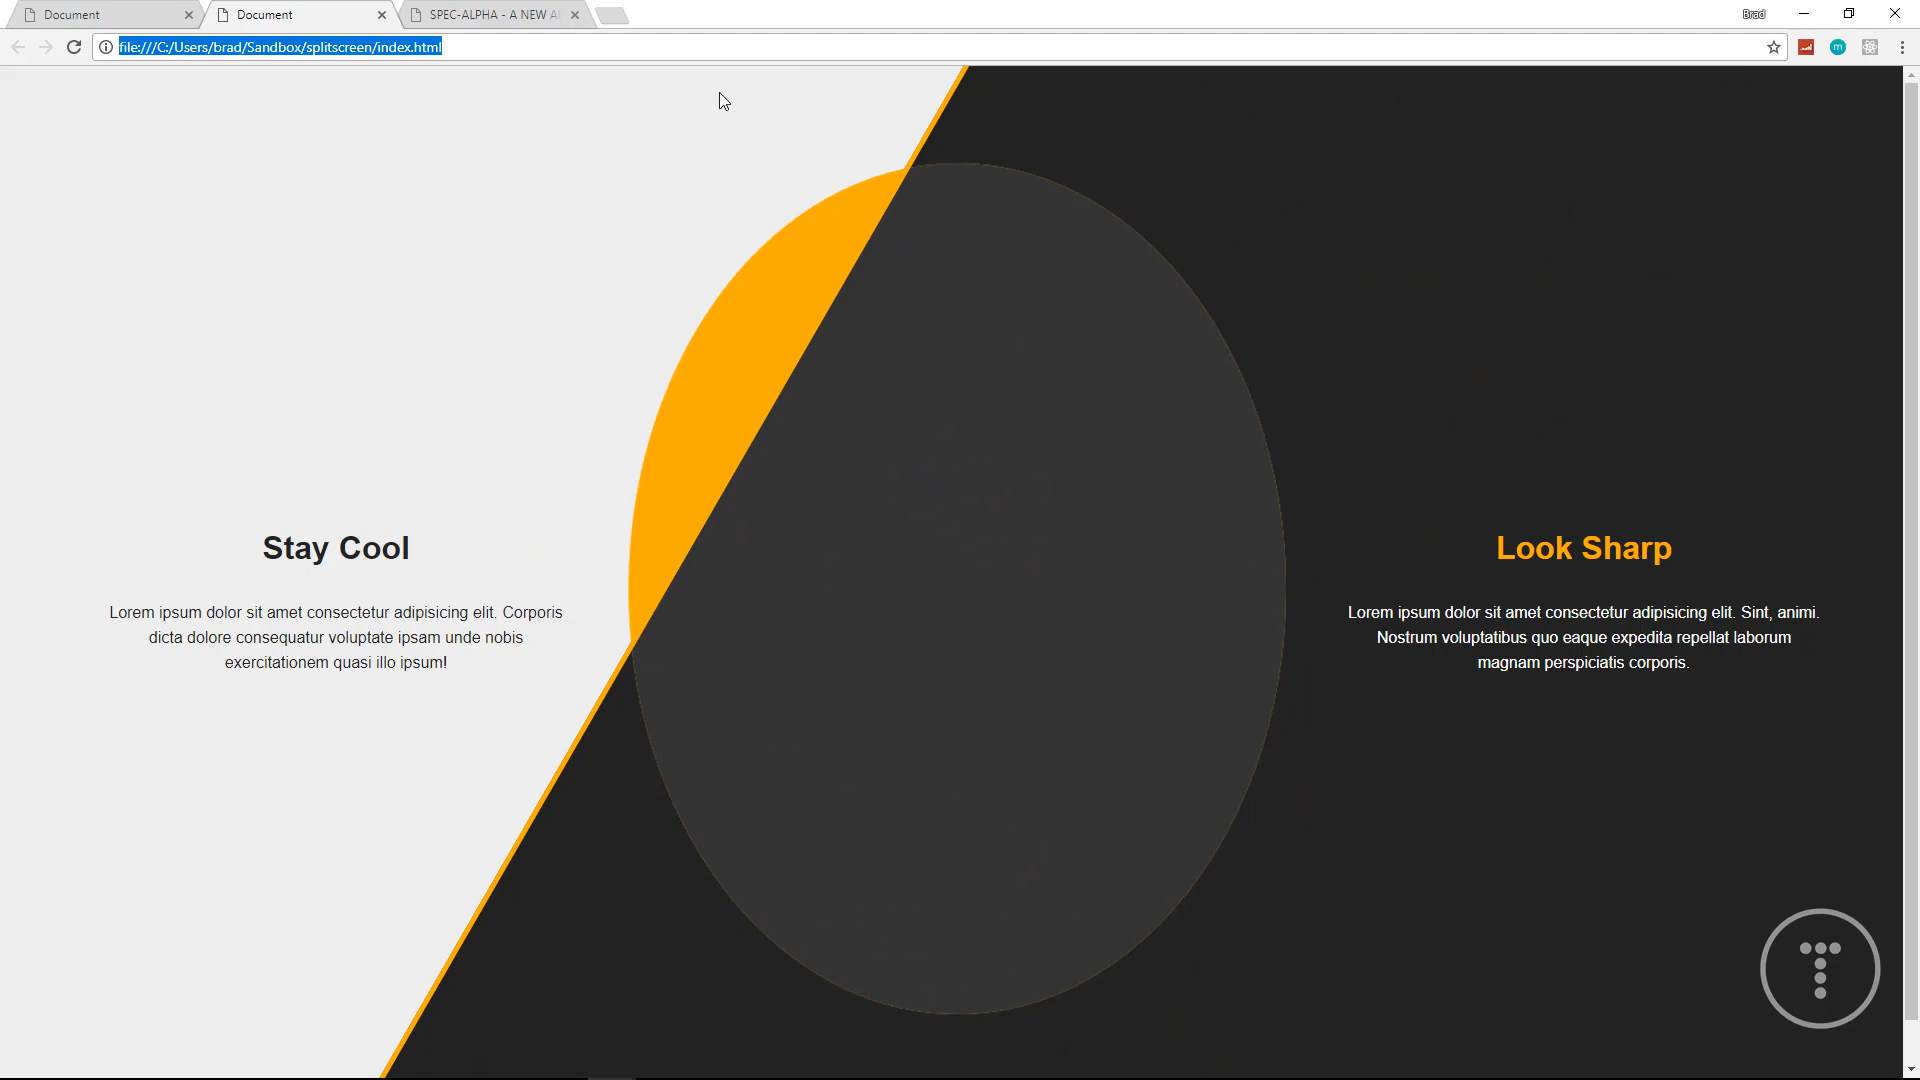 Document
Document
SPEC-ALPHA - A NEW A
Brad
file:///C:/Users/brad/Sandbox/splitscreen/index.html
m
Stay Cool
Lorem ipsum dolor sit amet consectetur adipisicing elit. Corporis
dicta dolore consequatur voluptate ipsam unde nobis
exercitationem quasi illo ipsum!
Look Sharp
Lorem ipsum dolor sit amet consectetur adipisicing elit. Sint, animi.
Nostrum voluptatibus quo eaque expedita repellat laborum
magnam perspiciatis corporis.
T